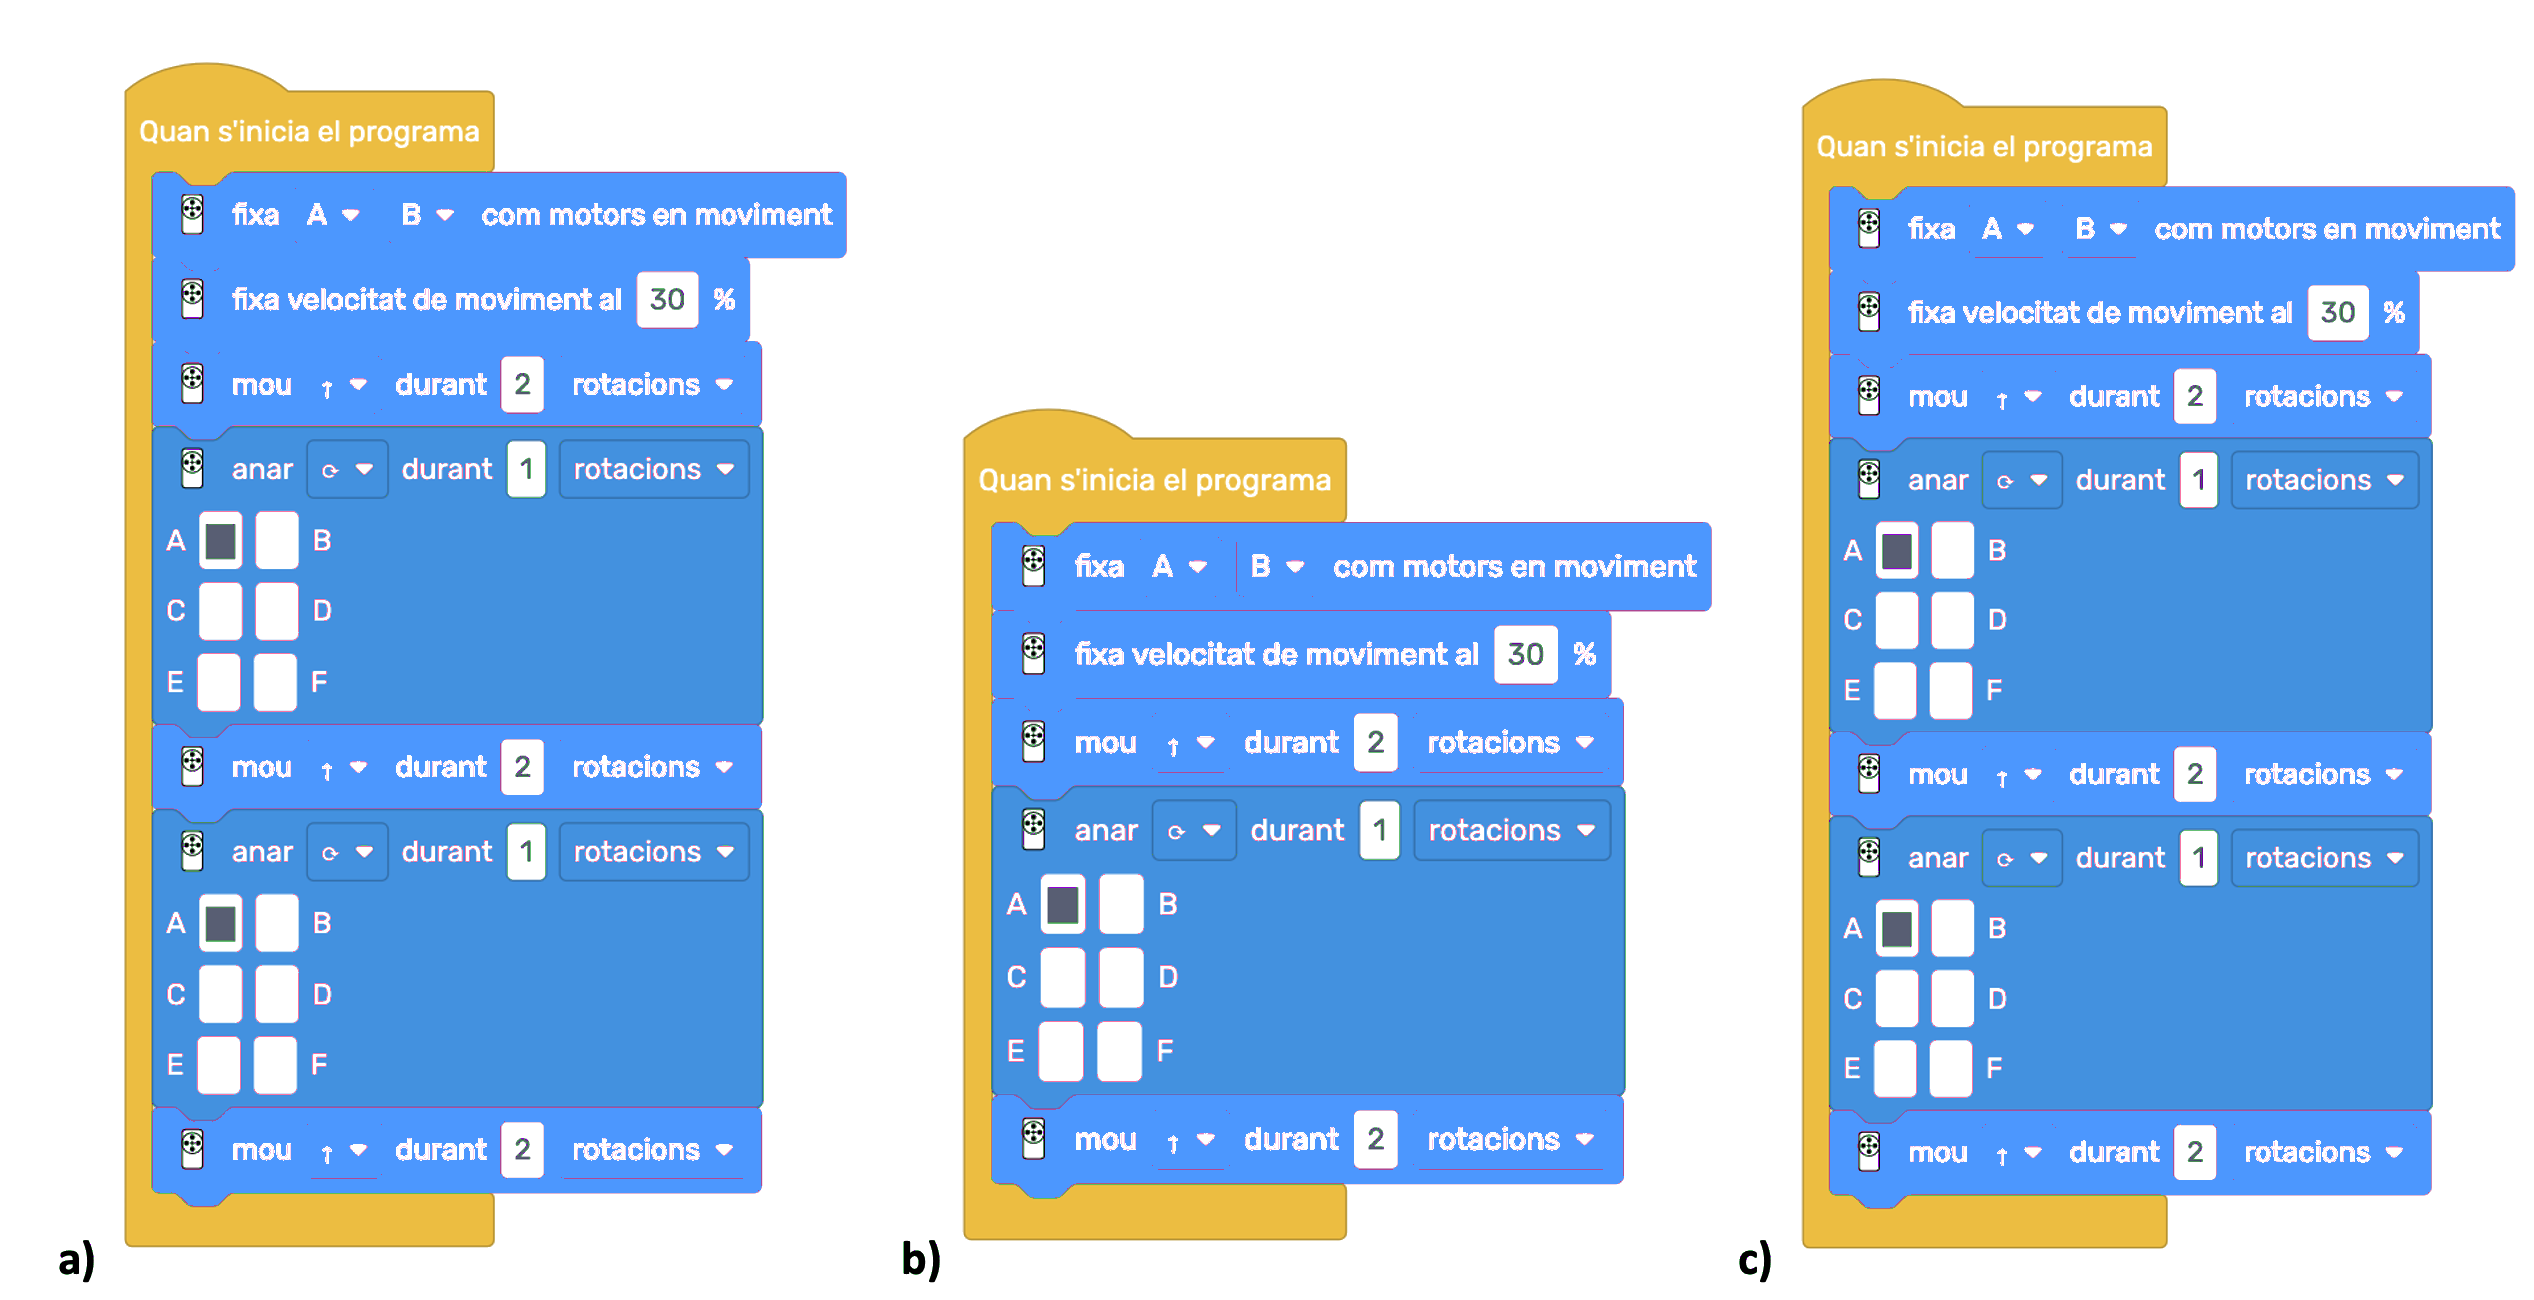 Quan s'inicia el programa
fixa A B com motors en moviment
fixa velocitat de moviment al 30 %
mou ↑ durant 2 rotacions
anar ⟳ durant 1 rotacions
A B
C D
E F
mou ↑ durant 2 rotacions
anar ⟳ durant 1 rotacions
A B
C D
E F
mou ↑ durant 2 rotacions
a)
Quan s'inicia el programa
fixa A B com motors en moviment
fixa velocitat de moviment al 30 %
mou ↑ durant 2 rotacions
anar ⟳ durant 1 rotacions
A B
C D
E F
mou ↑ durant 2 rotacions
b)
Quan s'inicia el programa
fixa A B com motors en moviment
fixa velocitat de moviment al 30 %
mou ↑ durant 2 rotacions
anar ⟳ durant 1 rotacions
A B
C D
E F
mou ↑ durant 2 rotacions
anar ⟳ durant 1 rotacions
A B
C D
E F
mou ↑ durant 2 rotacions
c)